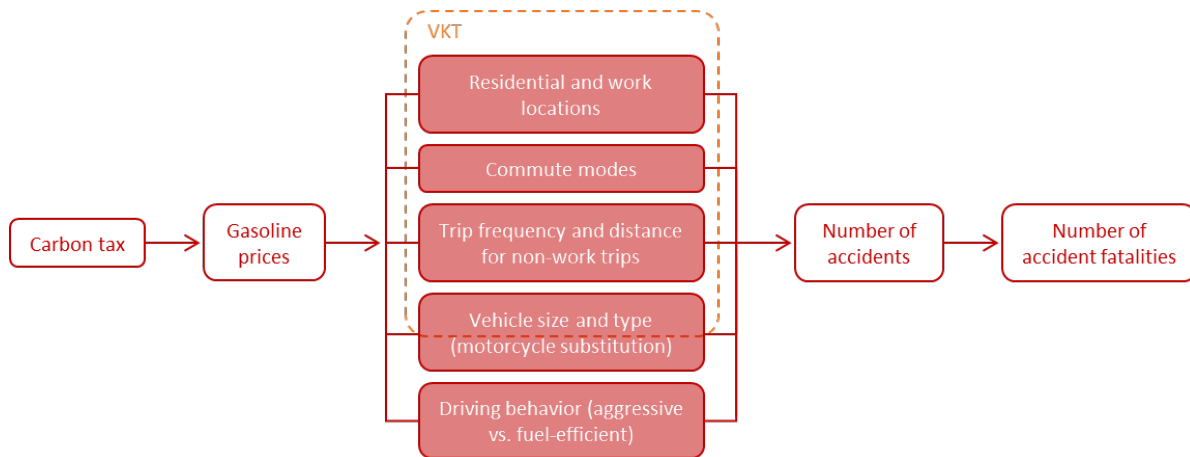 VKT
Residential and work
locations
Commute modes
Carbon tax
Gasoline
prices
Trip frequency and distance
for non-work trips
Number of
accidents
Number of
accident fatalities
Vehicle size and type
(motorcycle substitution)
Driving behavior (aggressive
vs. fuel-efficient)